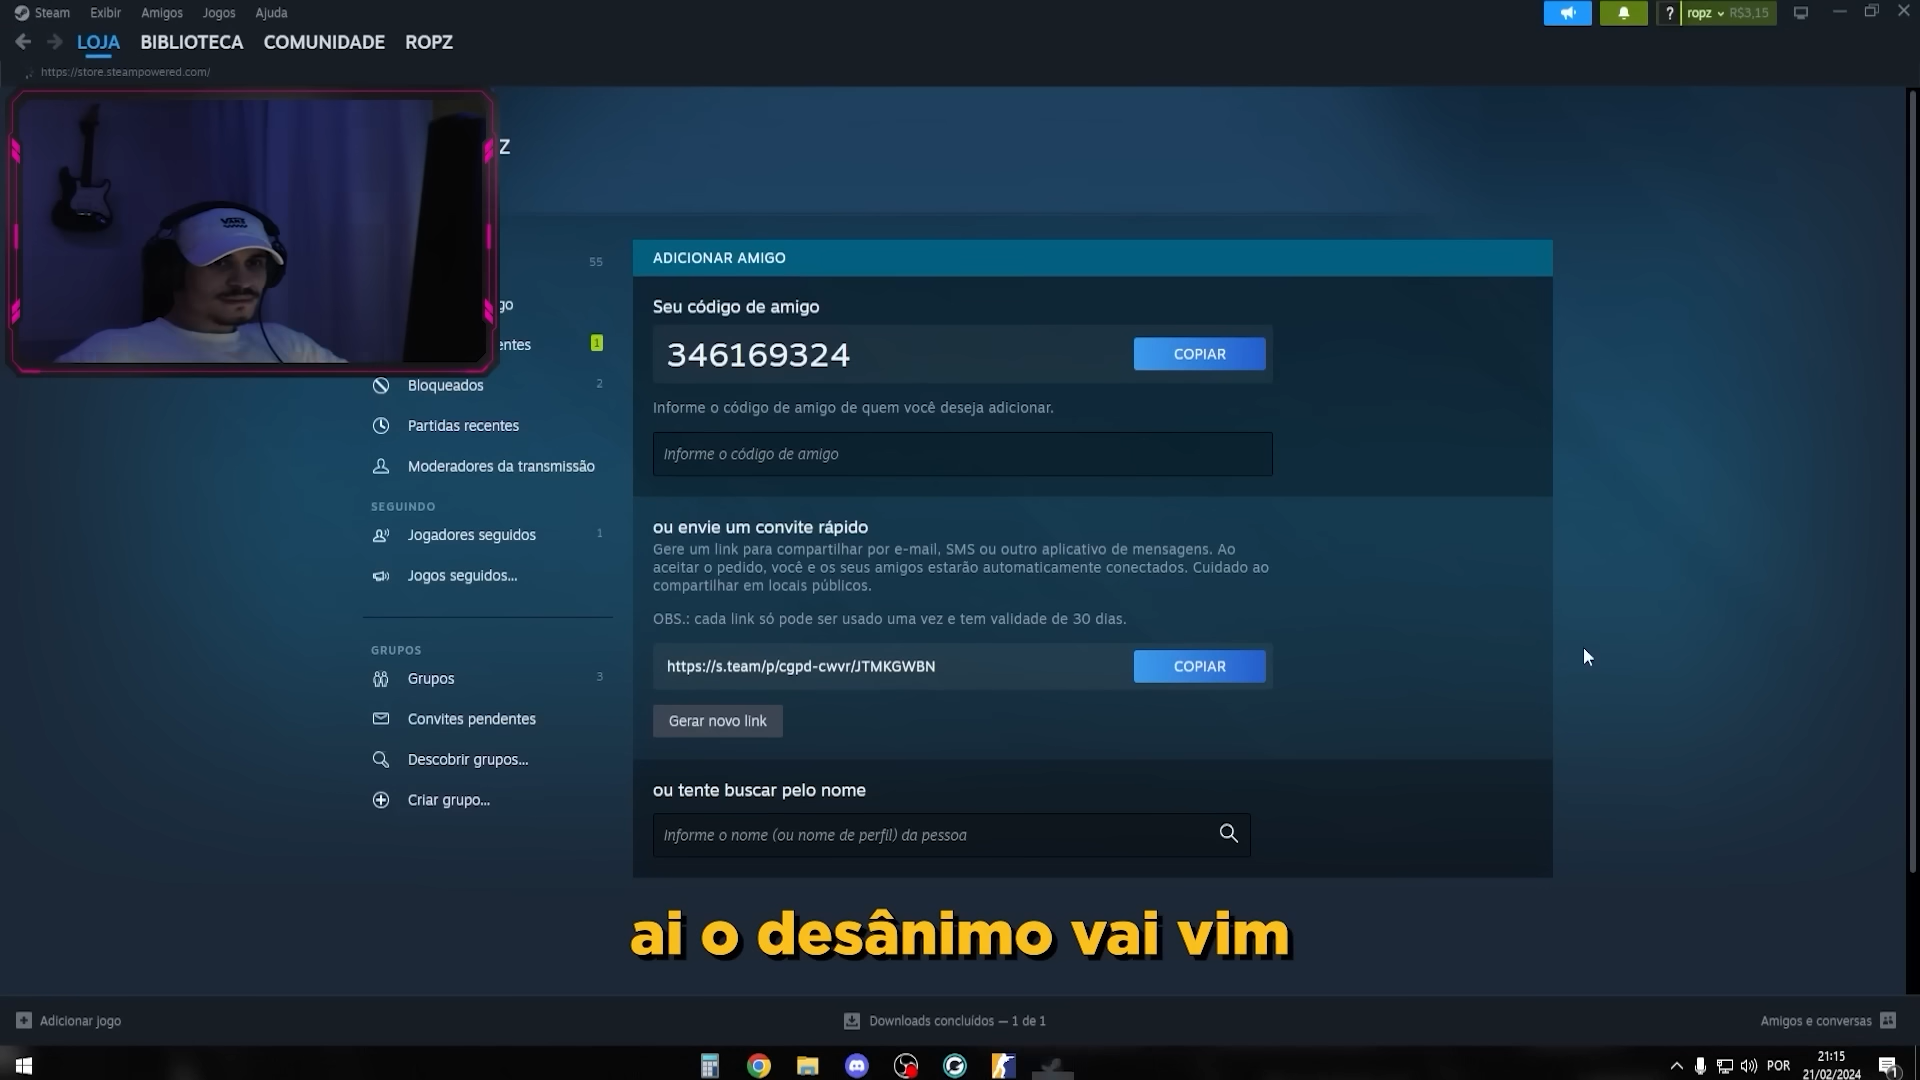 Steam Exibir Amigos Jogos Ajuda
? ropz R$3,15
LOJA BIBLIOTECA COMUNIDADE ROPZ
https://store.steampowered.com/
Z
VANS
55
go
entes 1
Bloqueados 2
Partidas recentes
Moderadores da transmissão
SEGUINDO
Jogadores seguidos 1
Jogos seguidos...
GRUPOS
Grupos 3
Convites pendentes
Descobrir grupos...
Criar grupo...
ADICIONAR AMIGO
Seu código de amigo
346169324 COPIAR
Informe o código de amigo de quem você deseja adicionar.
Informe o código de amigo
ou envie um convite rápido
Gere um link para compartilhar por e-mail, SMS ou outro aplicativo de mensagens. Ao
aceitar o pedido, você e os seus amigos estarão automaticamente conectados. Cuidado ao
compartilhar em locais públicos.
OBS.: cada link só pode ser usado uma vez e tem validade de 30 dias.
https://s.team/p/cgpd-cwvr/JTMKGWBN COPIAR
Gerar novo link
ou tente buscar pelo nome
Informe o nome (ou nome de perfil) da pessoa
ai o desânimo vai vim
Adicionar jogo
Downloads concluídos — 1 de 1
Amigos e conversas
POR
21:15
21/02/2024
1